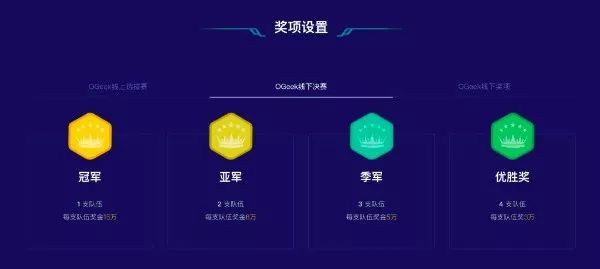 奖项设置
OGeek线上选拔赛
OGeek线下决赛
OGeek线下奖项
冠军
亚军
季军
优胜奖
1 支队伍
2 支队伍
3 支队伍
4 支队伍
每支队伍奖金15万
每支队伍奖金8万
每支队伍奖金5万
每支队伍奖3万